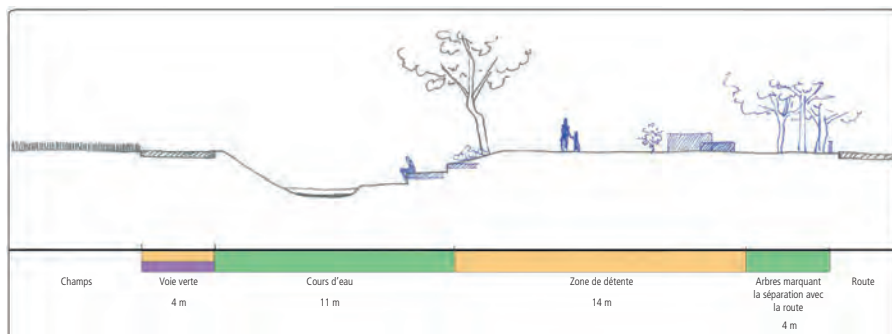 Champs
Voie verte
4 m
Cours d'eau
11 m
Zone de détente
14 m
Arbres marquant
la séparation avec
la route
4 m
Route